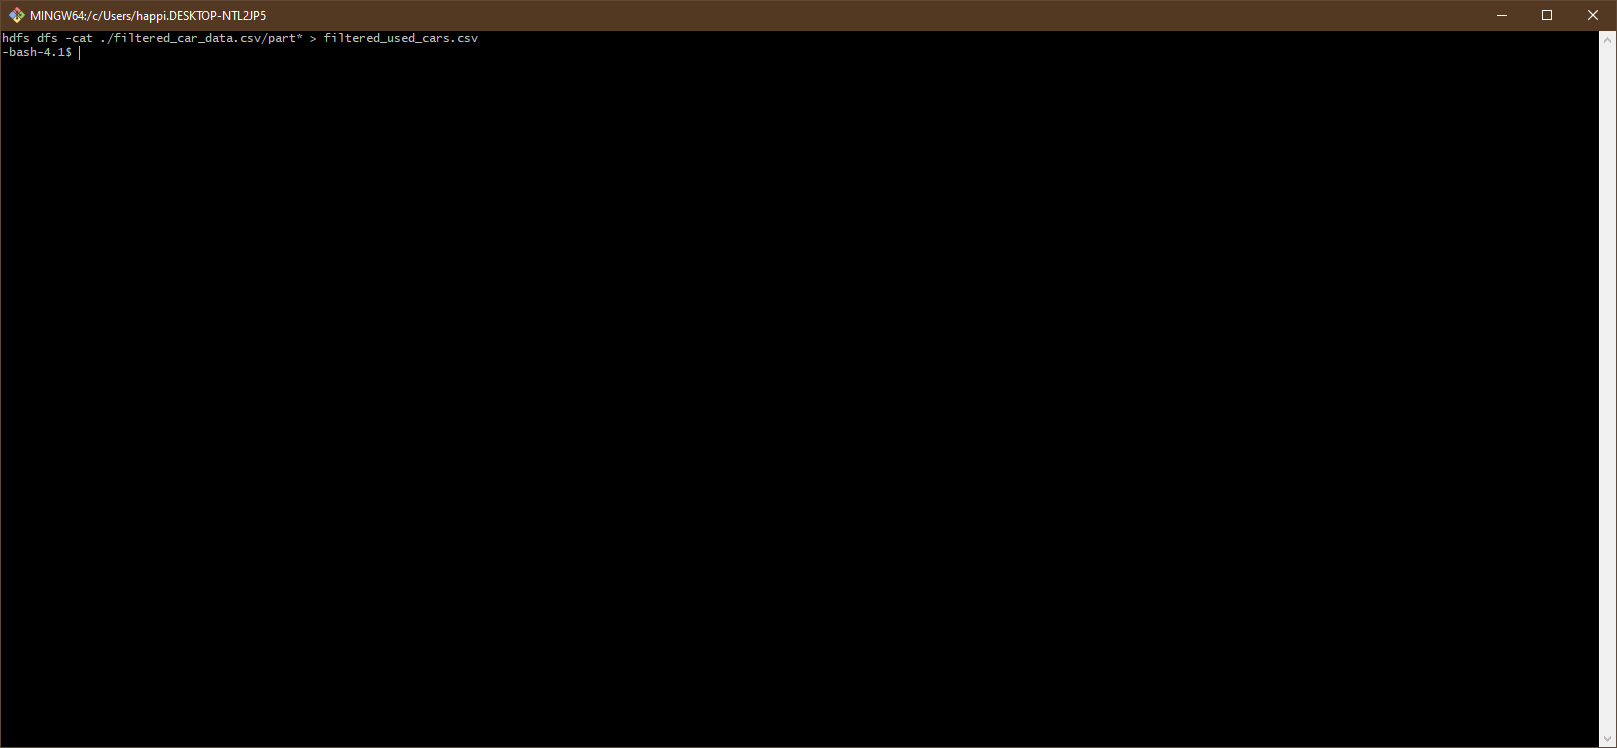 MINGW64:/c/Users/happi.DESKTOP-NTL2JP5
hdfs dfs -cat ./filtered_car_data.csv/part* > filtered_used_cars.csv
-bash-4.1$